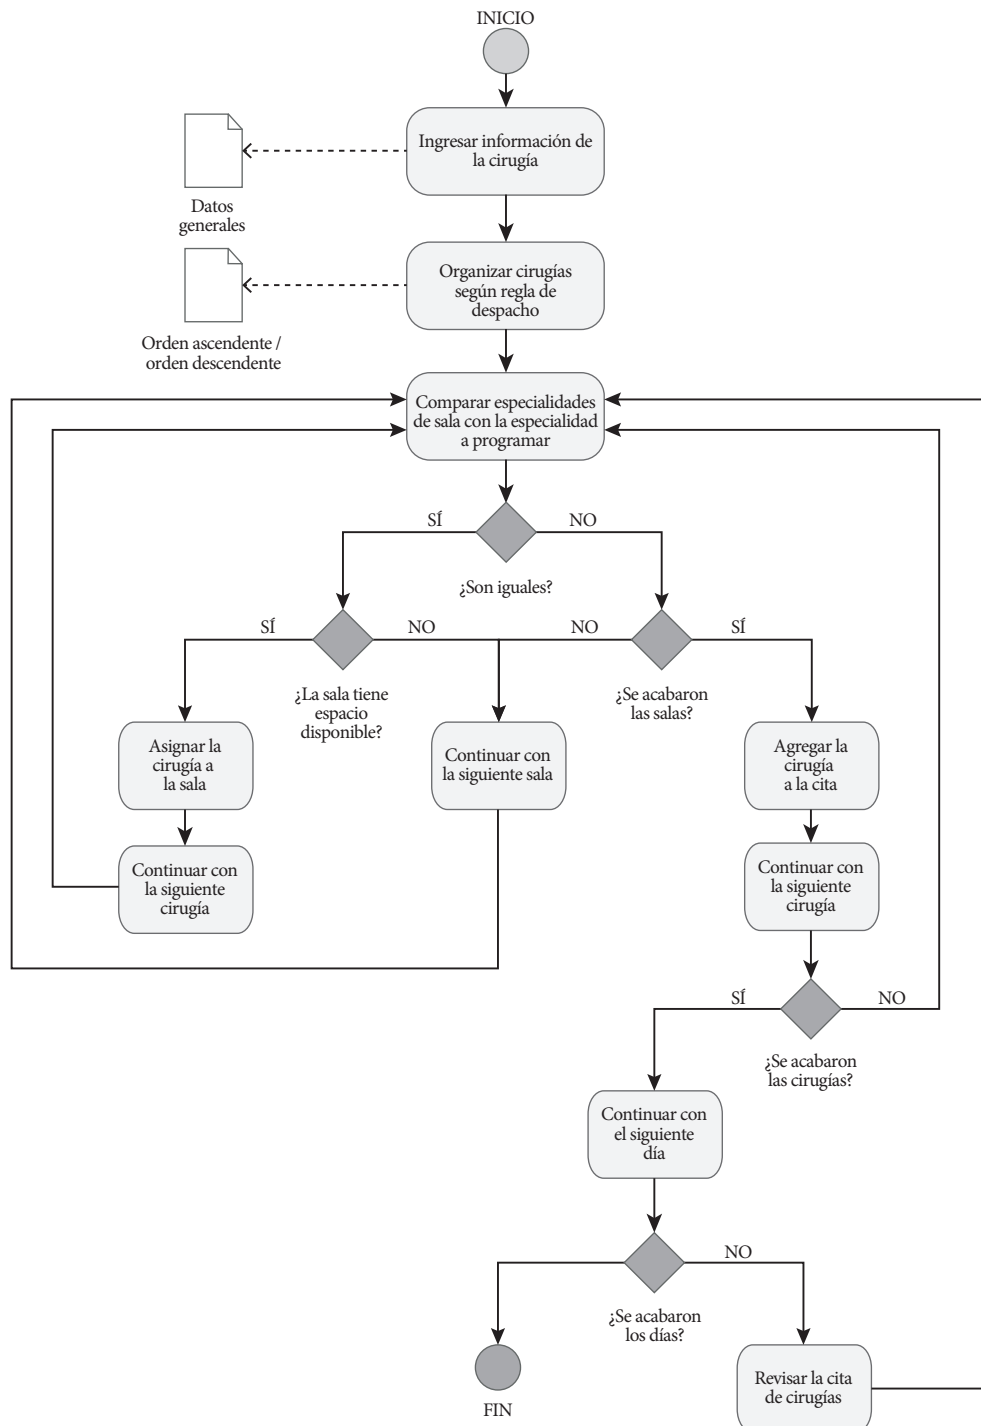 INICIO
Ingresar información de
la cirugía
Datos
generales
Organizar cirugías
según regla de
despacho
Orden ascendente /
orden descendente
Comparar especialidades
de sala con la especialidad
a programar
SÍ
NO
¿Son iguales?
SÍ
NO
NO
SÍ
¿La sala tiene
espacio
disponible?
¿Se acabaron
las salas?
Asignar la
cirugía a
la sala
Continuar con
la siguiente sala
Agregar la
cirugía
a la cita
Continuar con
la siguiente
cirugía
Continuar con
la siguiente
cirugía
SÍ
NO
¿Se acabaron
las cirugías?
Continuar con
el siguiente
día
NO
¿Se acabaron
los días?
Revisar la cita
de cirugías
FIN